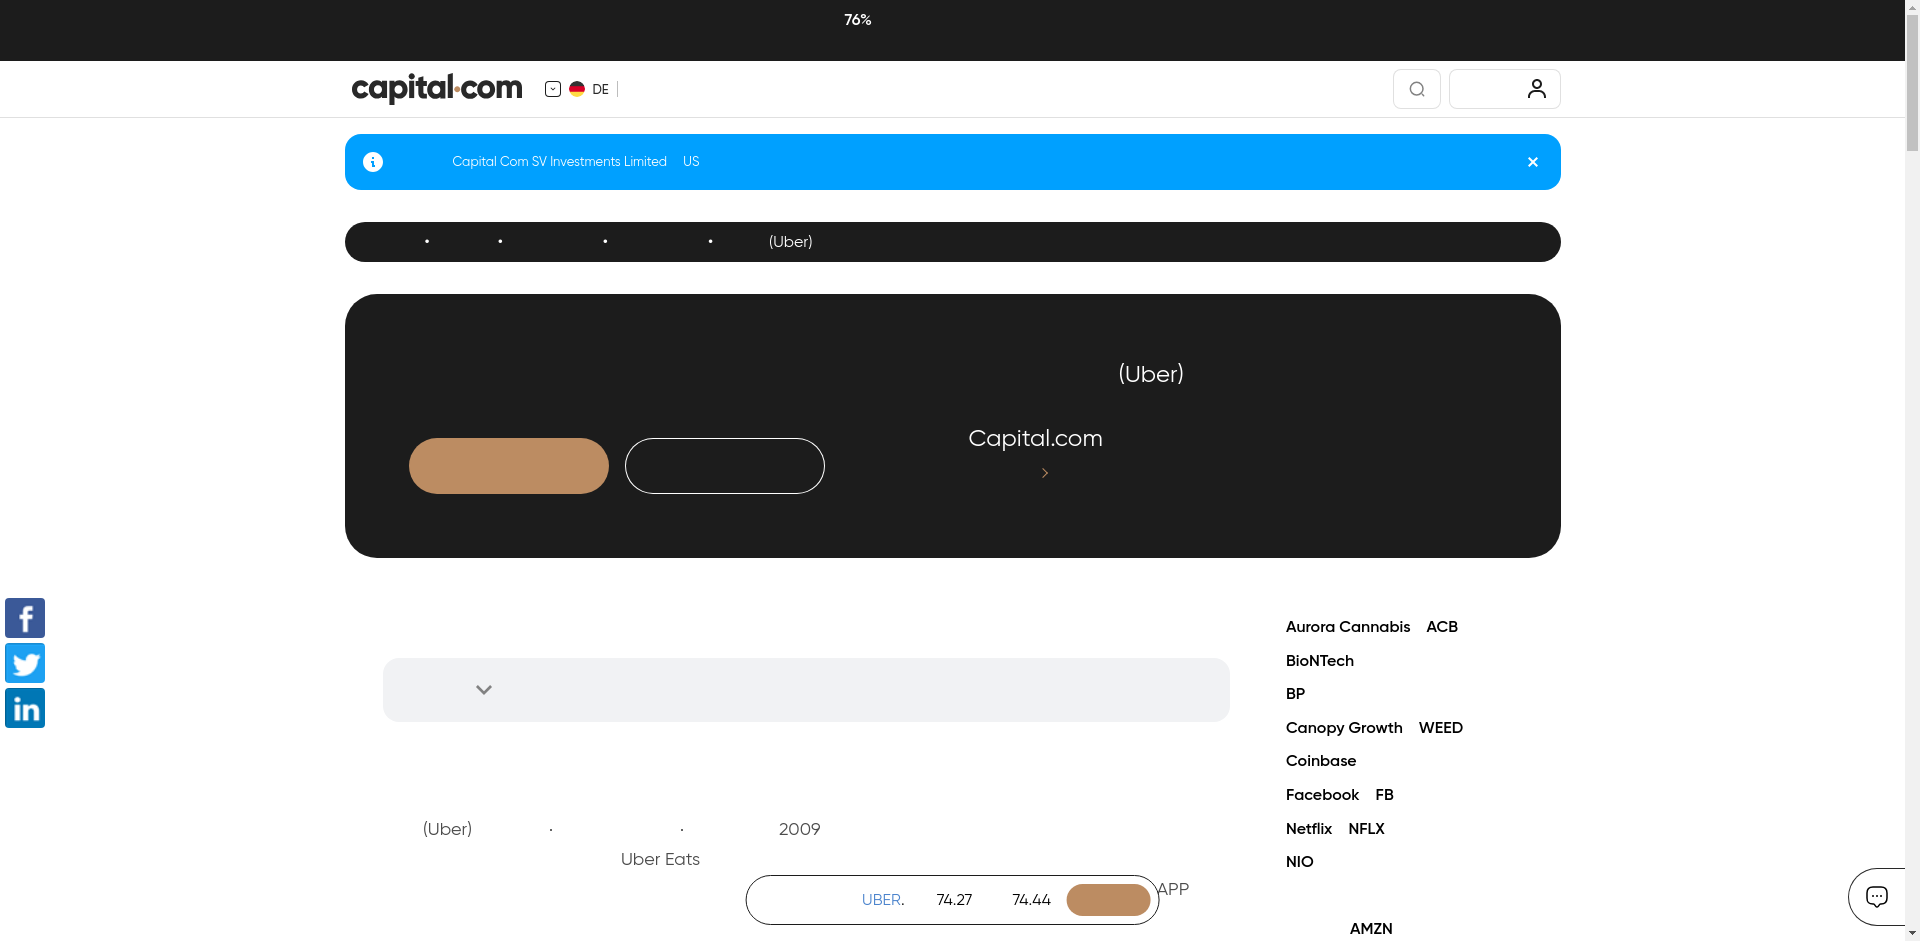 76%
capital.com
DE
Capital Com SV Investments Limited US
(Uber)
(Uber)
Capital.com
Aurora Cannabis ACB
BioNTech
BP
Canopy Growth WEED
Coinbase
Facebook FB
Netflix NFLX
NIO
AMZN
(Uber) · · 2009
Uber Eats
APP
UBER. 74.27 74.44